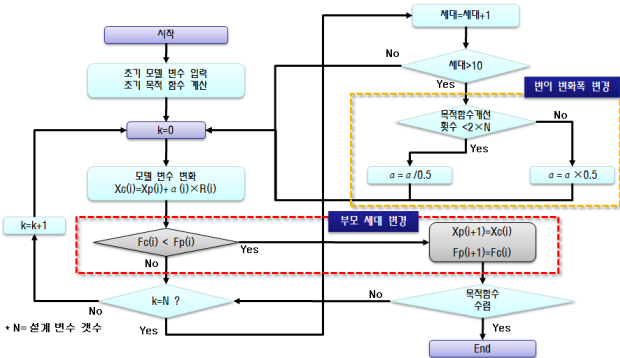 시작
초기 모델 변수 입력
초기 목적 함수 계산
k=0
모델 변수 변화
Xc(i)=Xp(i)+α(i)×R(i)
k=k+1
부모 세대 변경
Fc(i) < Fp(i)
Yes
No
Xp(i+1)=Xc(i)
Fp(i+1)=Fc(i)
k=N ?
No
Yes
목적함수
수렴
No
Yes
End
* N=설계 변수 갯수
세대=세대+1
세대>10
No
Yes
변이 변화폭 변경
목적함수개선
횟수 <2×N
No
Yes
α=α/0.5
α=α×0.5